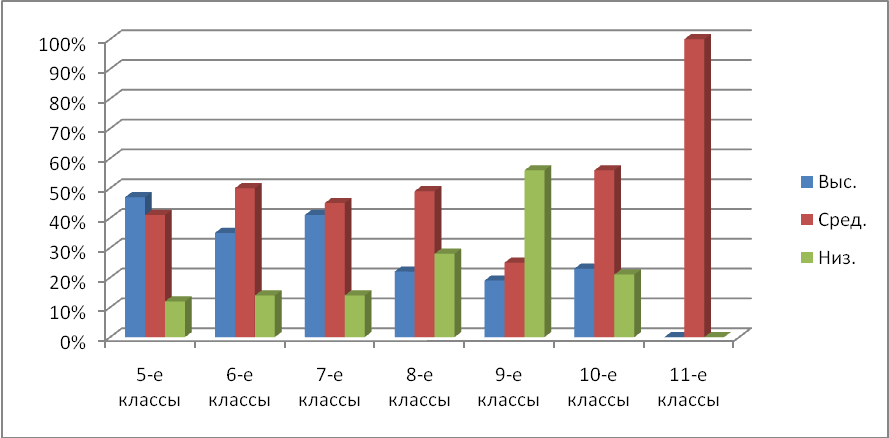 100%
90%
80%
70%
60%
50%
40%
30%
20%
10%
0%
5-е классы
6-е классы
7-е классы
8-е классы
9-е классы
10-е классы
11-е классы
Выс.
Сред.
Низ.